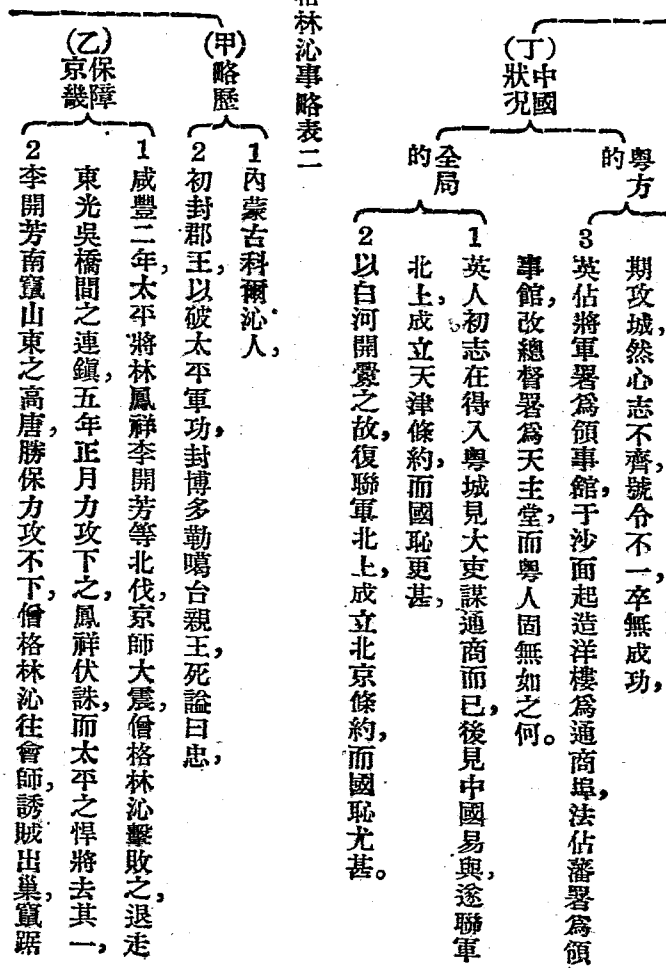 粵方的
期攻城，然心志不齊，號令不一，卒無成功，
3 英佔將軍署爲領事館，于沙面起造洋樓爲通商埠，法佔藩署爲領
事館，改總督署爲天主堂，而粵人固無如之何。
(丁)中國狀況
全局的
1 英人初志在得入粵城見大吏謀通商而已，後見中國易與，遂聯軍
北上，成立天津條約，而國恥更甚，
2 以白河開釁之故，復聯軍北上，成立北京條約，而國恥尤甚。
格林沁事略表二
(甲)略歷
1 內蒙古科爾沁人，
2 初封郡王，以破太平軍功，封博多勒噶台親王，死謚曰忠，
(乙)保障京畿
1 咸豐二年，太平將林鳳祥李開芳等北伐，京師大震，僧格林沁擊敗之，退走
東光吳橋間之連鎮，五年正月力攻下之，鳳祥伏誅，而太平之悍將去其一，
2 李開芳南竄山東之高唐，勝保力攻不下，僧格林沁往會師，誘賊出巢，竄踞